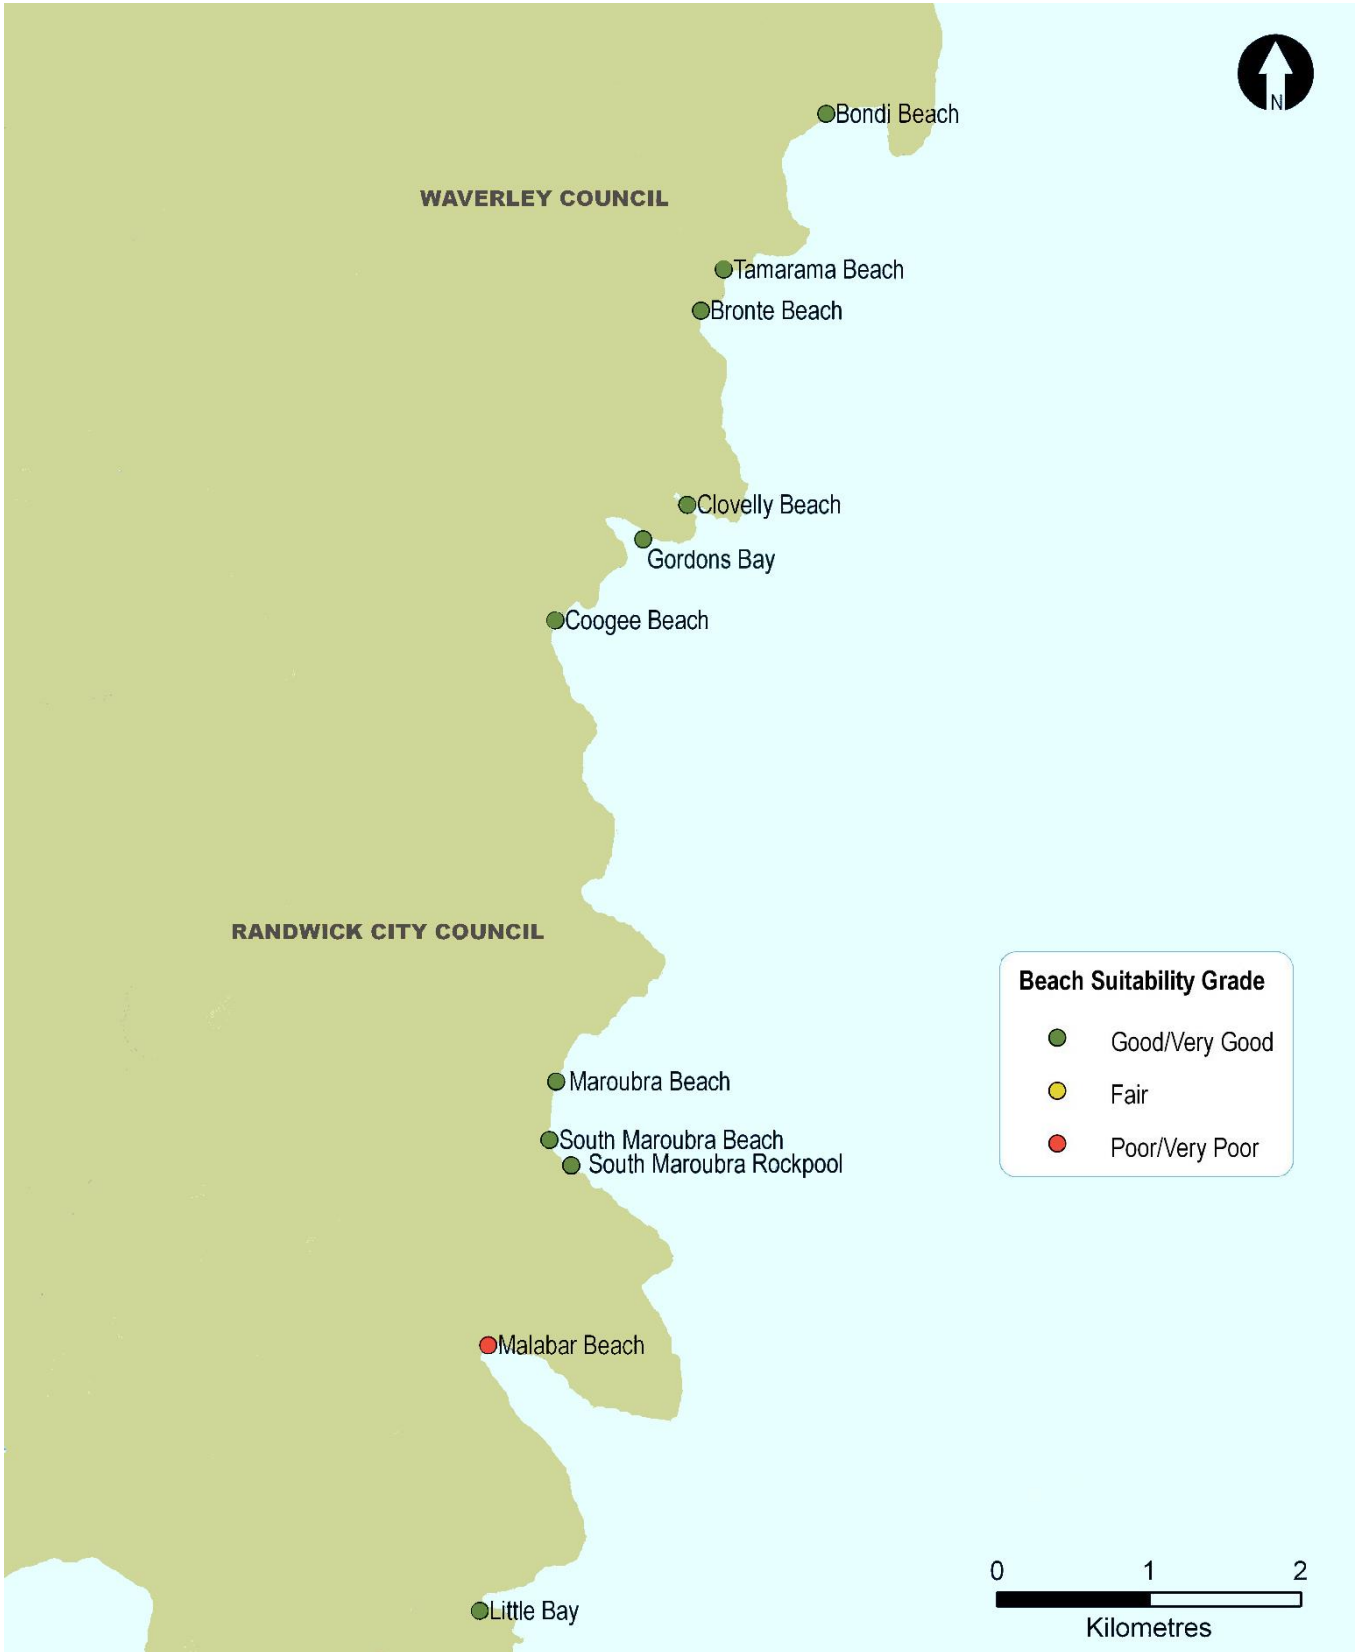 N
Bondi Beach
WAVERLEY COUNCIL
Tamarama Beach
Bronte Beach
Clovelly Beach
Gordons Bay
Coogee Beach
RANDWICK CITY COUNCIL
Beach Suitability Grade
Good/Very Good
Fair
Poor/Very Poor
Maroubra Beach
South Maroubra Beach
South Maroubra Rockpool
Malabar Beach
Little Bay
0 1 2
Kilometres